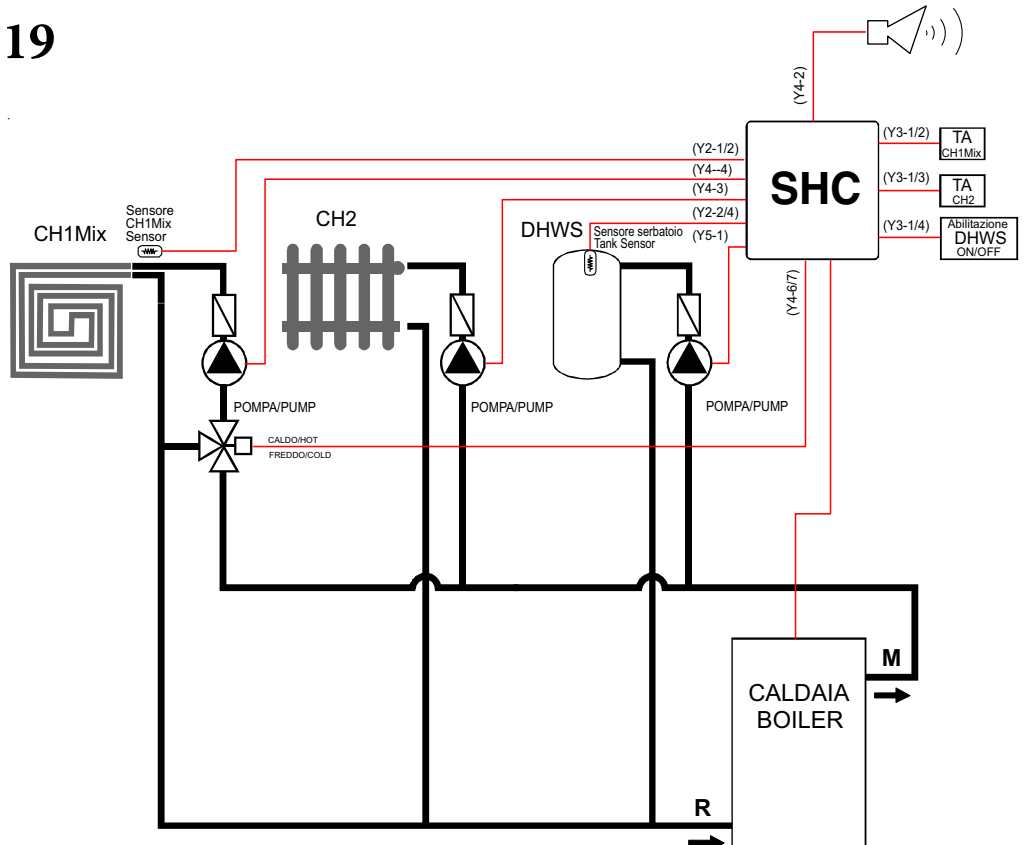 19
(Y4-2)
(Y2-1/2)
(Y4--4)
(Y4-3)
(Y2-2/4)
(Y5-1)
SHC
(Y3-1/2)
TA
CH1Mix
(Y3-1/3)
TA
CH2
(Y3-1/4)
Abilitazione
DHWS
ON/OFF
(Y4-6/7)
Sensore
CH1Mix
Sensor
CH1Mix
CH2
DHWS
Sensore serbatoio
Tank Sensor
POMPA/PUMP
POMPA/PUMP
POMPA/PUMP
CALDO/HOT
FREDDO/COLD
M
CALDAIA
BOILER
R